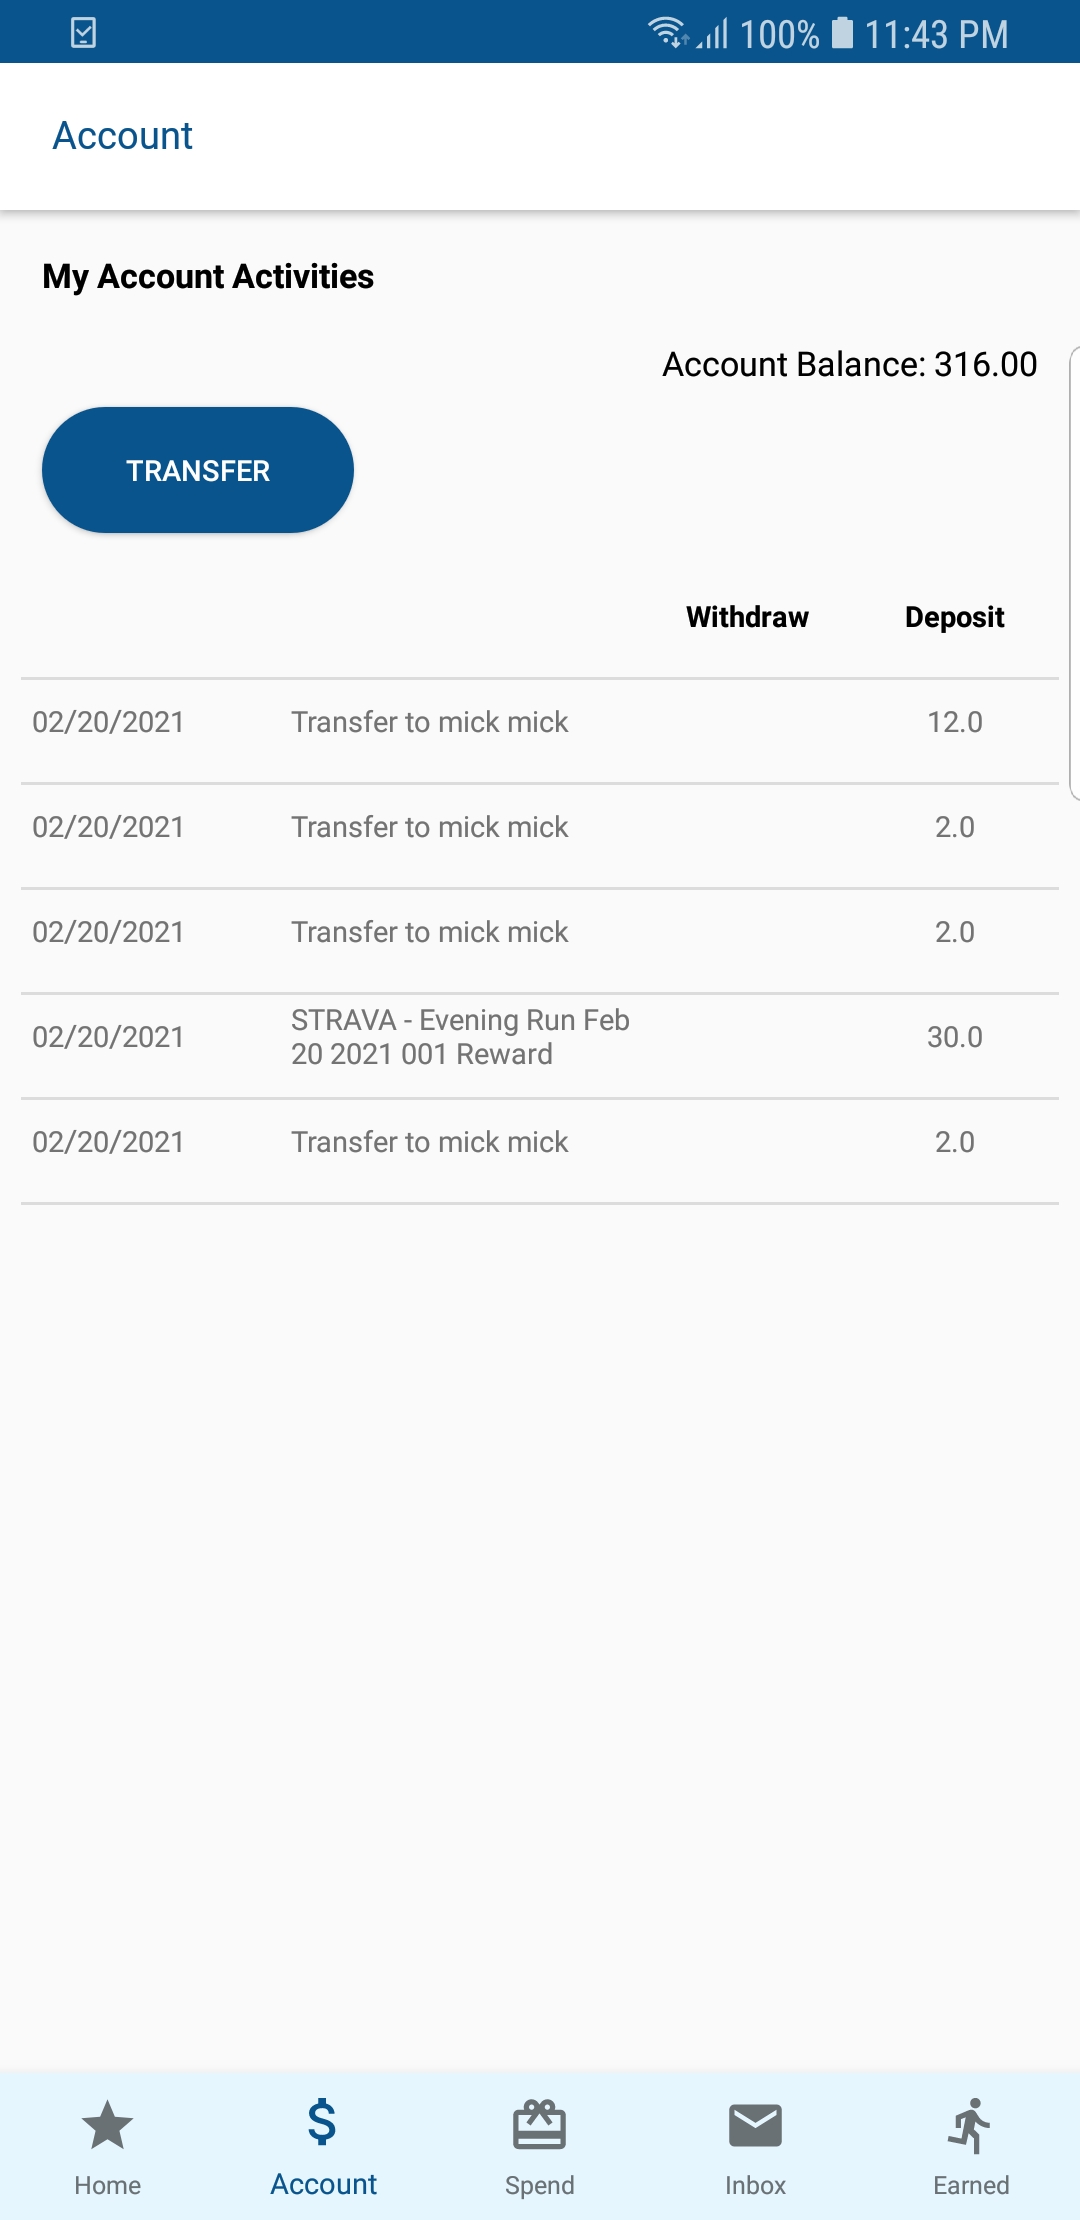 100% 11:43 PM
Account
My Account Activities
Account Balance: 316.00
TRANSFER
Withdraw Deposit
02/20/2021 Transfer to mick mick 12.0
02/20/2021 Transfer to mick mick 2.0
02/20/2021 Transfer to mick mick 2.0
02/20/2021 STRAVA - Evening Run Feb 30.0
20 2021 001 Reward
02/20/2021 Transfer to mick mick 2.0
Home Account Spend Inbox Earned